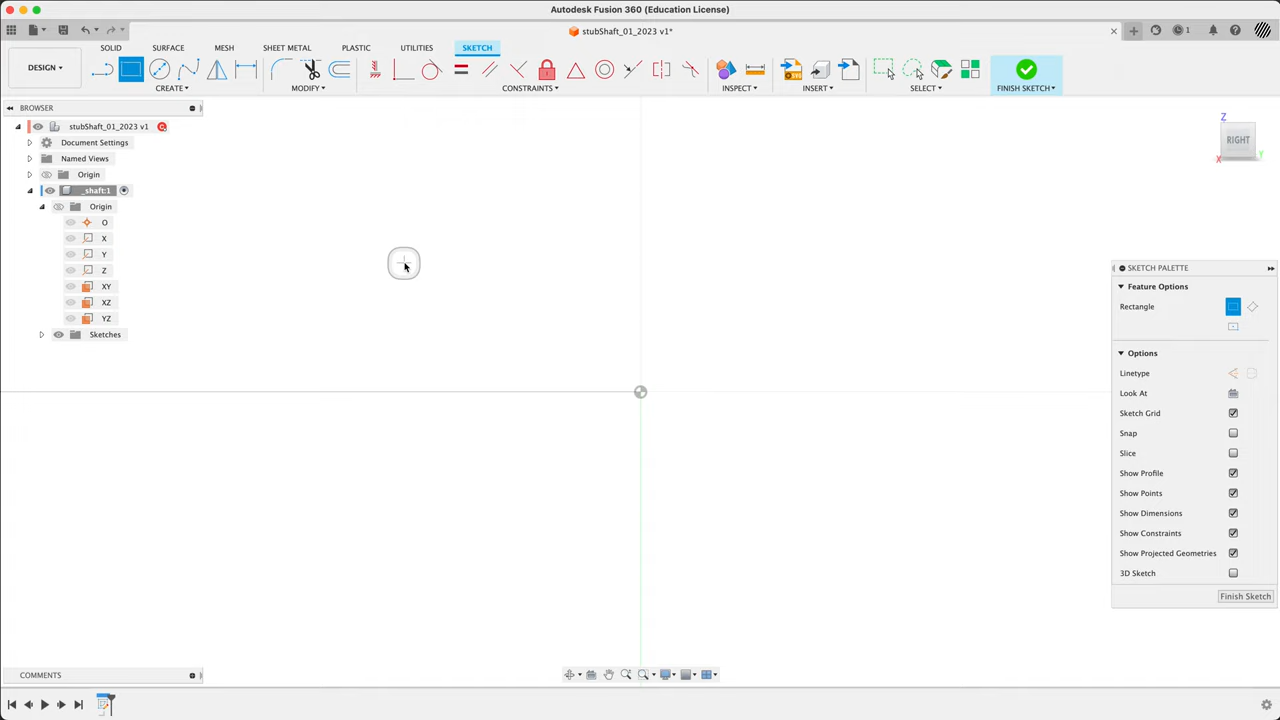 Autodesk Fusion 360 (Education License)
stubShaft_01_2023 v1*
1
DESIGN
SOLID SURFACE MESH SHEET METAL PLASTIC UTILITIES SKETCH
CREATE MODIFY CONSTRAINTS INSPECT INSERT SELECT FINISH SKETCH
BROWSER
stubShaft_01_2023 v1
Document Settings
Named Views
Origin
_shaft:1
Origin
O
X
Y
Z
XY
XZ
YZ
Sketches
Z
RIGHT
X
Y
SKETCH PALETTE
Feature Options
Rectangle
Options
Linetype
Look At
Sketch Grid
Snap
Slice
Show Profile
Show Points
Show Dimensions
Show Constraints
Show Projected Geometries
3D Sketch
Finish Sketch
COMMENTS